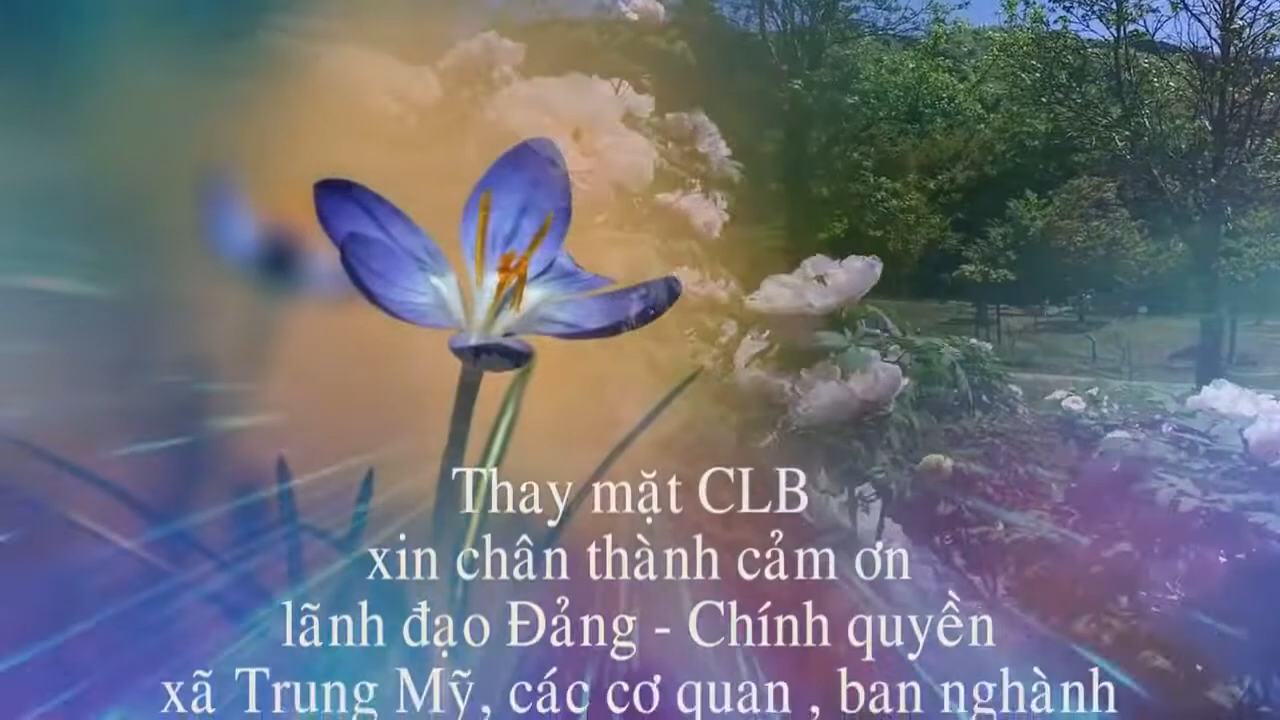 Thay mặt CLB
xin chân thành cảm ơn
lãnh đạo Đảng - Chính quyền
xã Trung Mỹ, các cơ quan , ban nghành